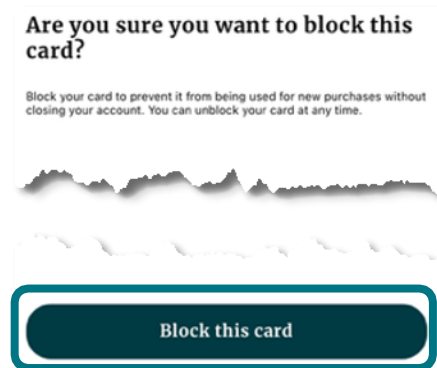 Are you sure you want to block this
card?
Block your card to prevent it from being used for new purchases without
closing your account. You can unblock your card at any time.
Block this card